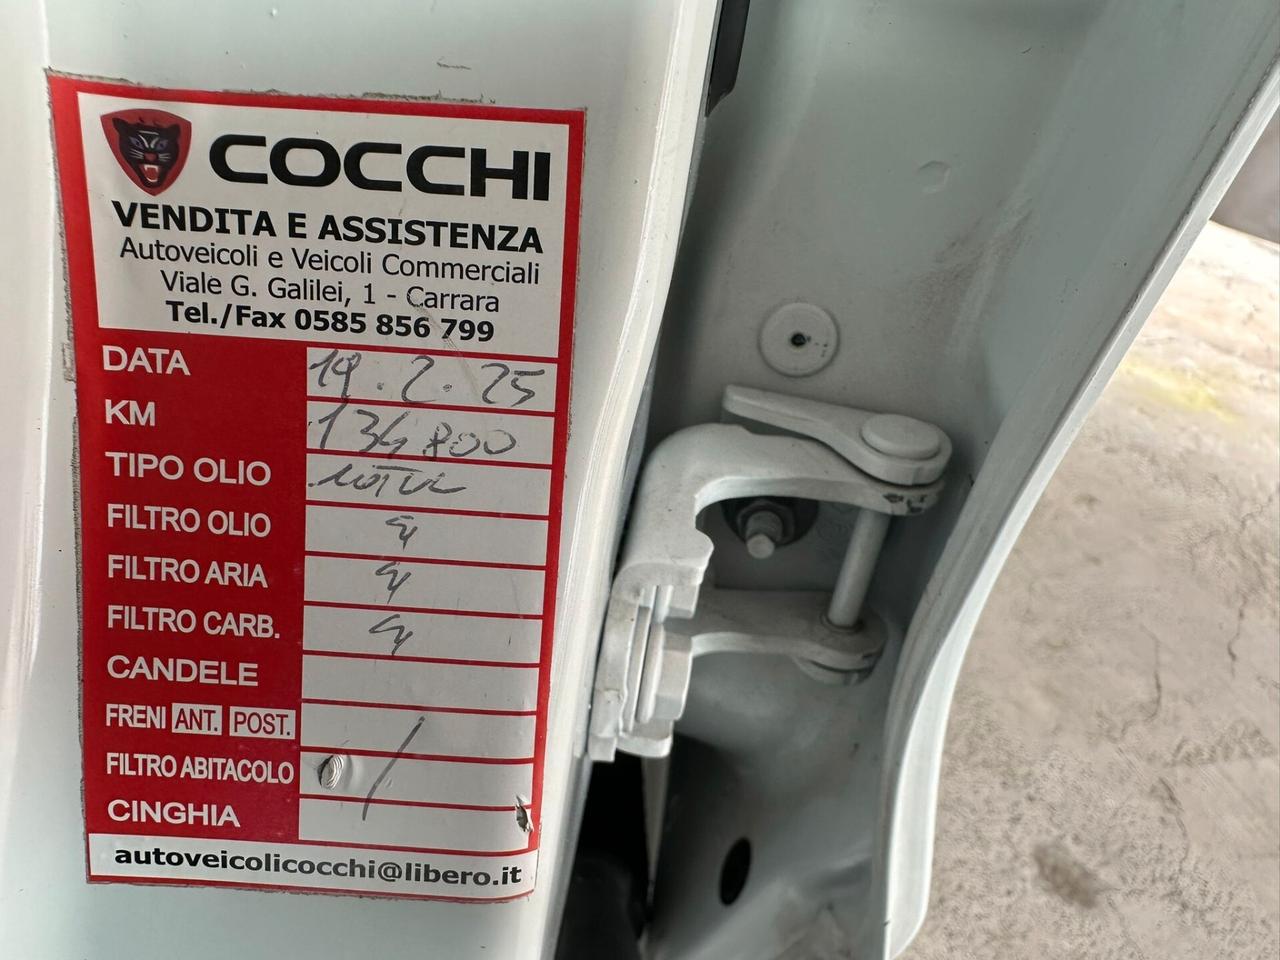 COCCHI
VENDITA E ASSISTENZA
Autoveicoli e Veicoli Commerciali
Viale G. Galilei, 1 - Carrara
Tel./Fax 0585 856 799
DATA 19.2.25
KM 134800
TIPO OLIO MOTUL
FILTRO OLIO
FILTRO ARIA
FILTRO CARB.
CANDELE
FRENI ANT. POST.
FILTRO ABITACOLO
CINGHIA
autoveicolicocchi@libero.it